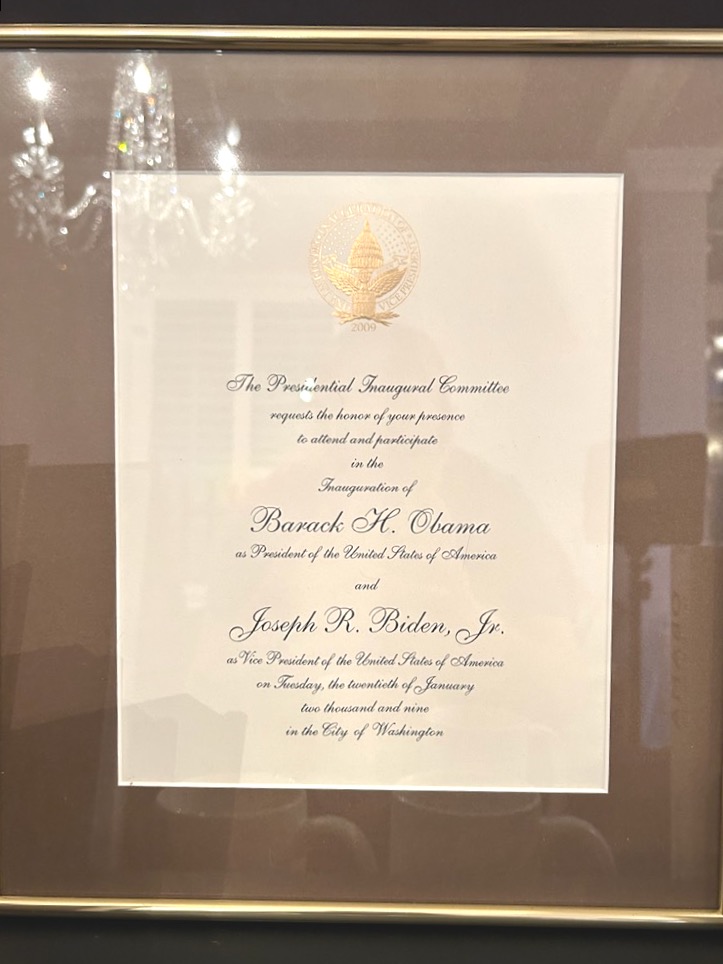 VICE PRESIDENT
2009
The Presidential Inaugural Committee
requests the honor of your presence
to attend and participate
in the
Inauguration of
Barack H. Obama
as President of the United States of America
and
Joseph R. Biden, Jr.
as Vice President of the United States of America
on Tuesday, the twentieth of January
two thousand and nine
in the City of Washington